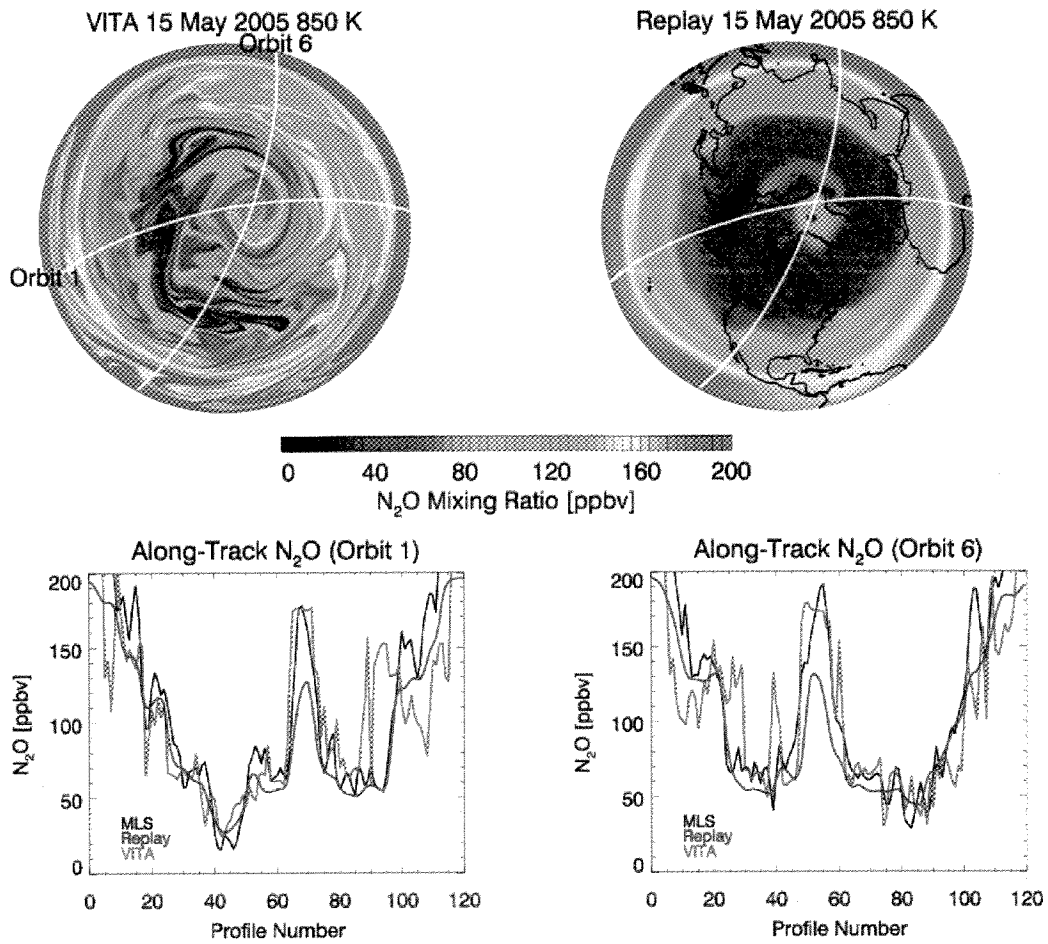 VITA 15 May 2005 850 K
Replay 15 May 2005 850 K
Orbit 6
Orbit 1
0 40 80 120 160 200
N₂O Mixing Ratio [ppbv]
Along-Track N₂O (Orbit 1)
200
150
100
50
0
N₂O [ppbv]
MLS
Replay
VITA
0 20 40 60 80 100 120
Profile Number
Along-Track N₂O (Orbit 6)
200
150
100
50
0
N₂O [ppbv]
MLS
Replay
VITA
0 20 40 60 80 100 120
Profile Number